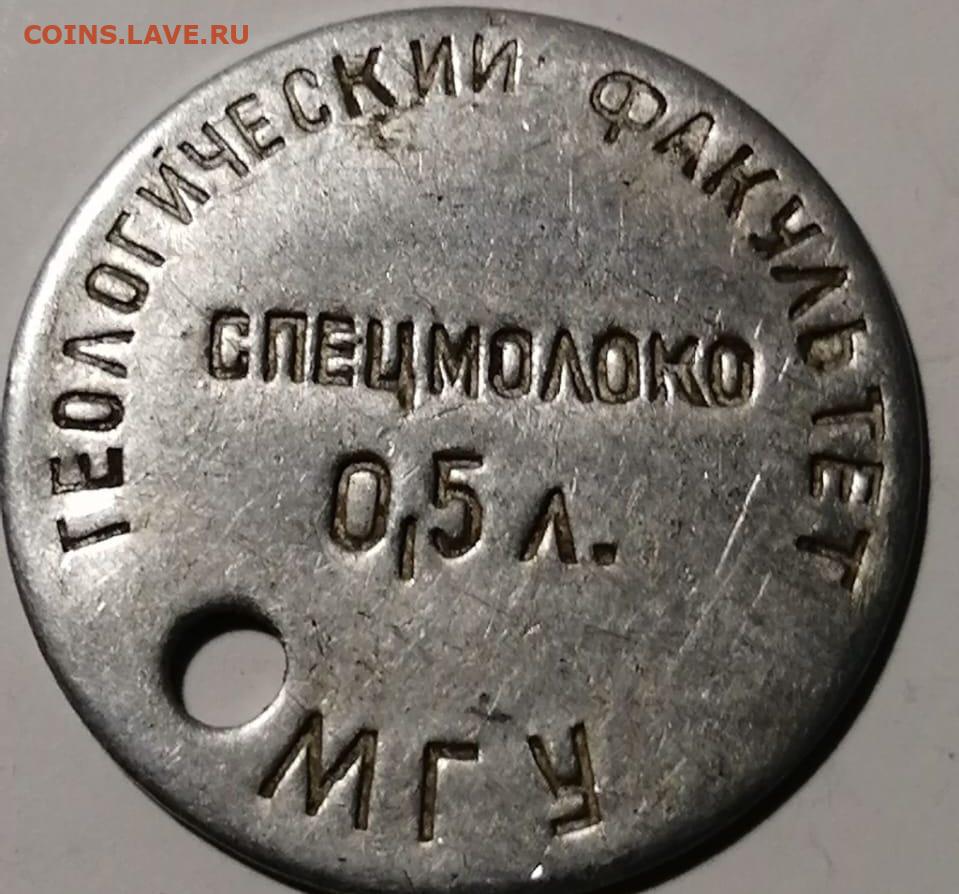 COINS.LAVE.RU
ГЕОЛОГИЧЕСКИЙ ФАКУЛЬТЕТ
СПЕЦМОЛОКО
0,5 л.
МГУ